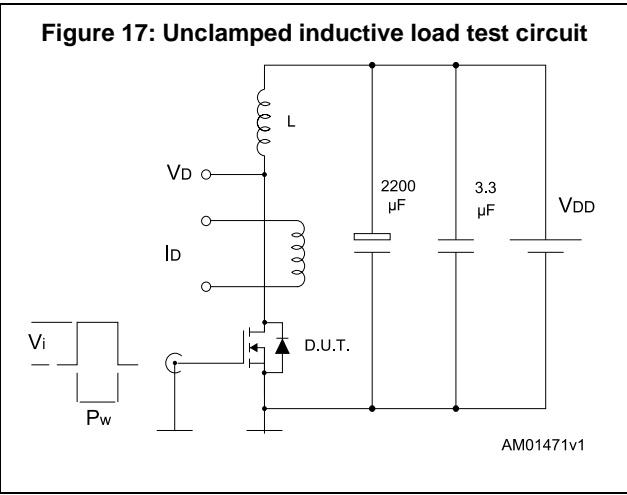 Figure 17: Unclamped inductive load test circuit
L
VD
2200
µF
3.3
µF
VDD
ID
Vi
D.U.T.
Pw
AM01471v1